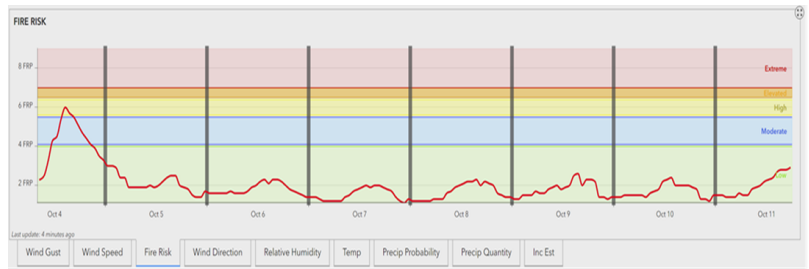 FIRE RISK
8 FRP
Extreme
Elevated
6 FRP
High
Moderate
4 FRP
2 FRP
Low
Oct 4 Oct 5 Oct 6 Oct 7 Oct 8 Oct 9 Oct 10 Oct 11
Last update: 4 minutes ago
Wind Gust Wind Speed Fire Risk Wind Direction Relative Humidity Temp Precip Probability Precip Quantity Inc Est